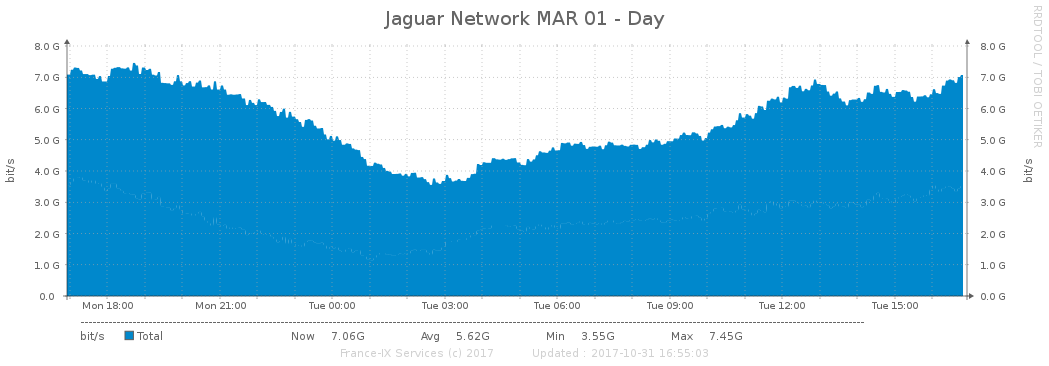 Jaguar Network MAR 01 - Day
RRDTOOL / TOBI OETIKER
bit/s
8.0 G
7.0 G
6.0 G
5.0 G
4.0 G
3.0 G
2.0 G
1.0 G
0.0
8.0 G
7.0 G
6.0 G
5.0 G
4.0 G
3.0 G
2.0 G
1.0 G
0.0 G
bit/s
Mon 18:00 Mon 21:00 Tue 00:00 Tue 03:00 Tue 06:00 Tue 09:00 Tue 12:00 Tue 15:00
bit/s Total Now 7.06G Avg 5.62G Min 3.55G Max 7.45G
France-IX Services (c) 2017 Updated : 2017-10-31 16:55:03